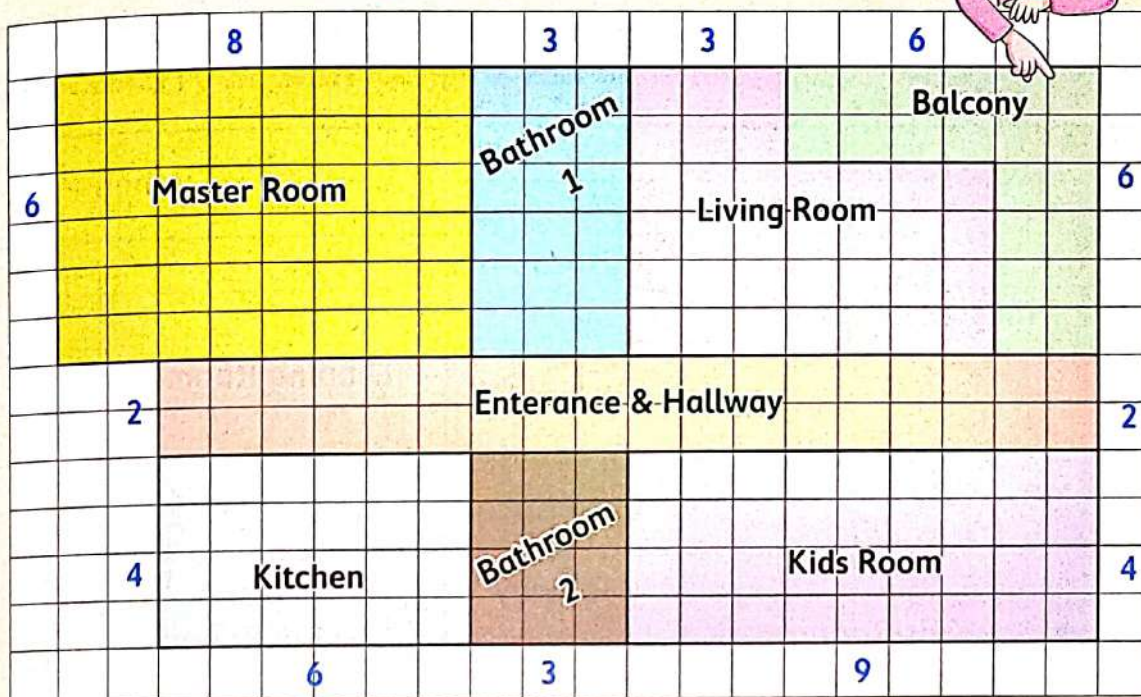 8 3 3 6
Balcony
Bathroom
1
Master Room
6
6
Living Room
Enterance & Hallway
2
2
Bathroom
2
Kitchen
Kids Room
4
4
6 3 9